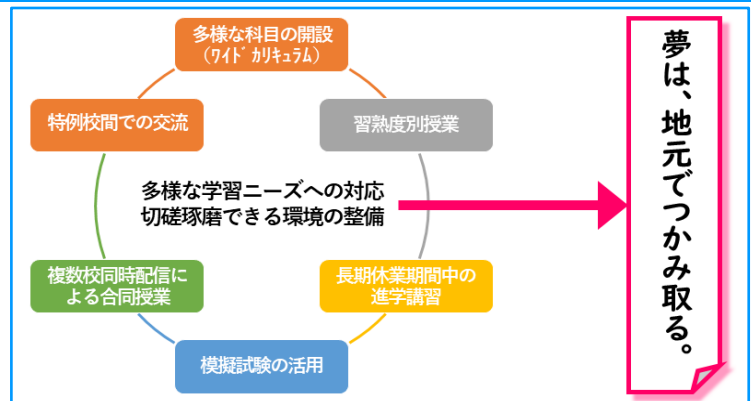 多様な科目の開設
（ﾜｲﾄﾞｶﾘｷｭﾗﾑ）
特例校間での交流
習熟度別授業
多様な学習ニーズへの対応
切磋琢磨できる環境の整備
複数校同時配信に
よる合同授業
長期休業期間中の
進学講習
模擬試験の活用
夢は、地元でつかみ取る。